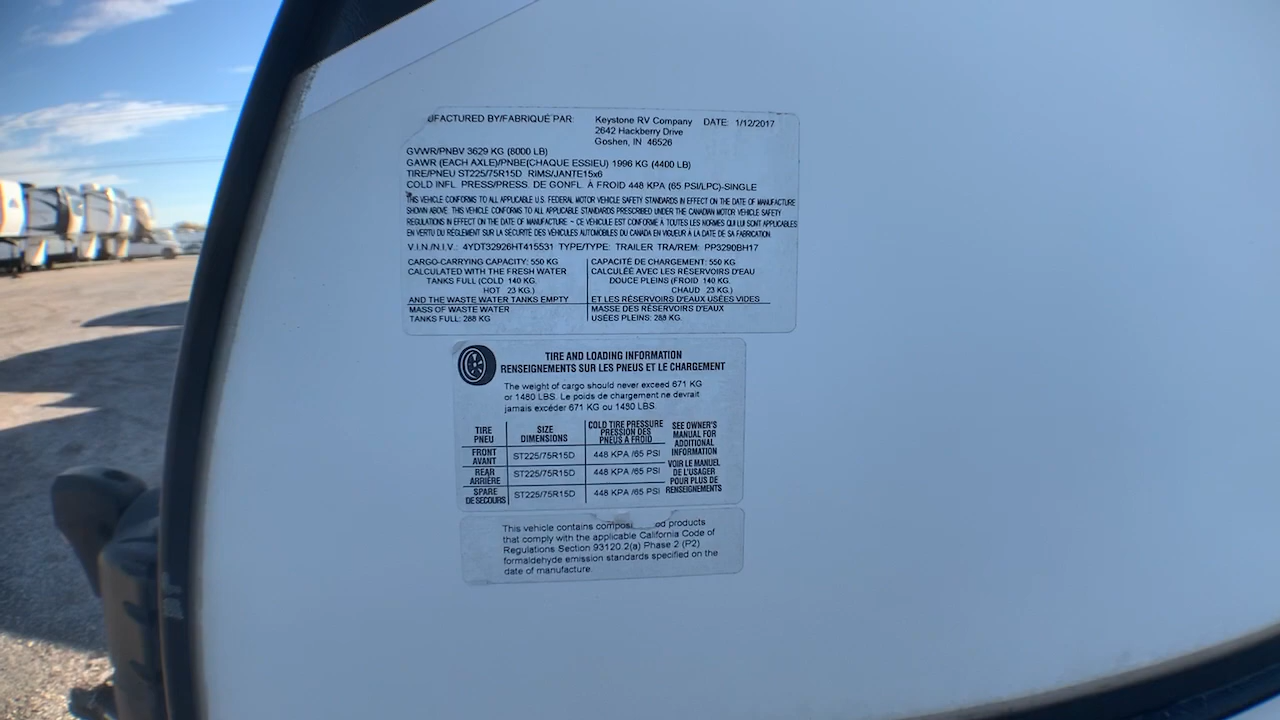 UFACTURED BY/FABRIQUÉ PAR: Keystone RV Company DATE: 1/12/2017
2642 Hackberry Drive
Goshen, IN 46526
GVWR/PNBV 3629 KG (8000 LB)
GAWR (EACH AXLE)/PNBE(CHAQUE ESSIEU) 1996 KG (4400 LB)
TIRE/PNEU ST225/75R15D RIMS/JANTE15x6
COLD INFL. PRESS/PRESS. DE GONFL. À FROID 448 KPA (65 PSI/LPC)-SINGLE
THIS VEHICLE CONFORMS TO ALL APPLICABLE U.S. FEDERAL MOTOR VEHICLE SAFETY STANDARDS IN EFFECT ON THE DATE OF MANUFACTURE
SHOWN ABOVE. THIS VEHICLE CONFORMS TO ALL APPLICABLE STANDARDS PRESCRIBED UNDER THE CANADIAN MOTOR VEHICLE SAFETY
REGULATIONS IN EFFECT ON THE DATE OF MANUFACTURE - CE VÉHICULE EST CONFORME À TOUTES LES NORMES QUI LUI SONT APPLICABLES
EN VERTU DU RÈGLEMENT SUR LA SÉCURITÉ DES VÉHICULES AUTOMOBILES DU CANADA EN VIGUEUR À LA DATE DE SA FABRICATION.
V.I.N./N.I.V.: 4YDT32926HT415531 TYPE/TYPE: TRAILER TRA/REM: PP3290BH17
CARGO-CARRYING CAPACITY: 550 KG
CALCULATED WITH THE FRESH WATER
TANKS FULL (COLD 140 KG.
HOT 23 KG.)
AND THE WASTE WATER TANKS EMPTY
MASS OF WASTE WATER
TANKS FULL: 288 KG
CAPACITÉ DE CHARGEMENT: 550 KG
CALCULÉE AVEC LES RÉSERVOIRS D'EAU
DOUCE PLEINS (FROID 140 KG.
CHAUD 23 KG.)
ET LES RÉSERVOIRS D'EAUX USÉES VIDES
MASSE DES RÉSERVOIRS D'EAUX
USÉES PLEINS: 288 KG.
TIRE AND LOADING INFORMATION
RENSEIGNEMENTS SUR LES PNEUS ET LE CHARGEMENT
The weight of cargo should never exceed 671 KG
or 1480 LBS. Le poids de chargement ne devrait
jamais excéder 671 KG ou 1480 LBS
TIRE
PNEU
SIZE
DIMENSIONS
COLD TIRE PRESSURE
PRESSION DES
PNEUS A FROID
FRONT
AVANT
ST225/75R15D 448 KPA /65 PSI
REAR
ARRIÈRE
ST225/75R15D 448 KPA /65 PSI
SPARE
DE SECOURS
ST225/75R15D 448 KPA /65 PSI
SEE OWNER'S
MANUAL FOR
ADDITIONAL
INFORMATION
VOIR LE MANUEL
DE L'USAGER
POUR PLUS DE
RENSEIGNEMENTS
This vehicle contains composi od products
that comply with the applicable California Code of
Regulations Section 93120.2(a) Phase 2 (P2)
formaldehyde emission standards specified on the
date of manufacture.